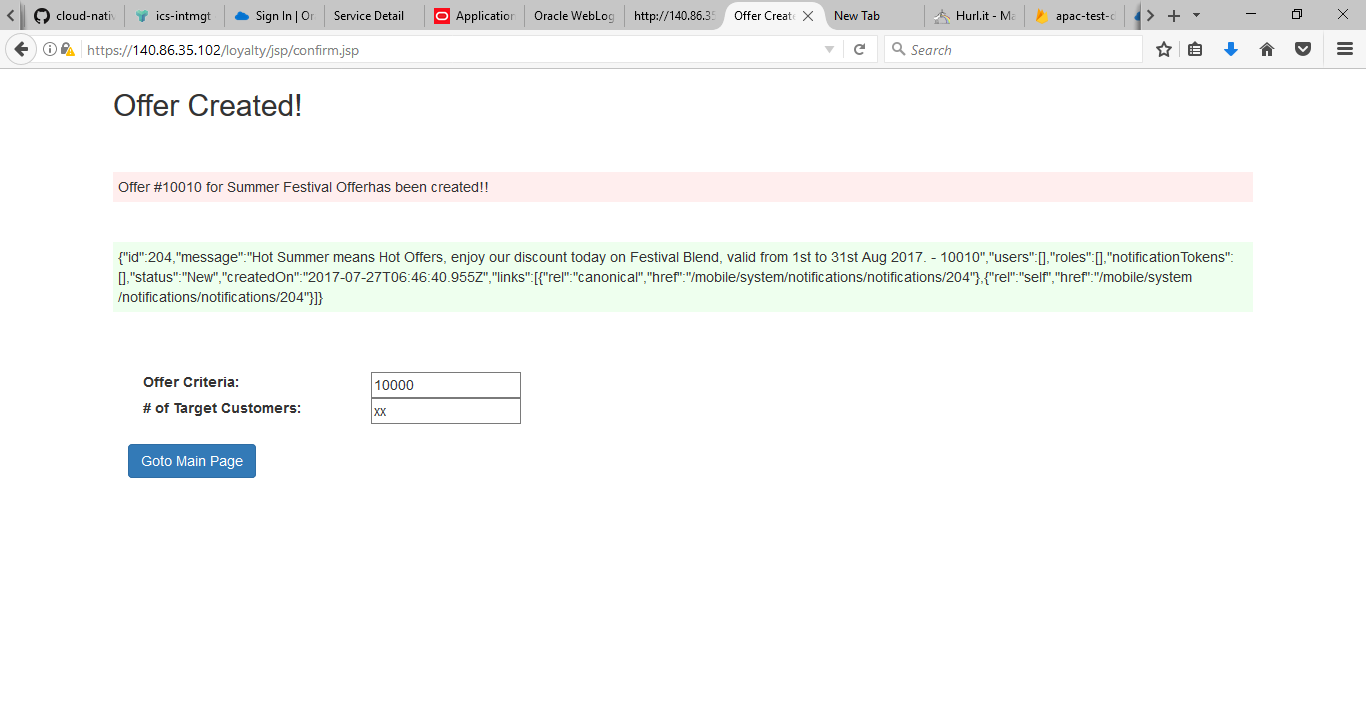 cloud-nativ
ics-intmgt
Sign In | Or
Service Detail
Application
Oracle WebLog
http://140.86.35
Offer Create
New Tab
Hurl.it - Ma
apac-test-d
https://140.86.35.102/loyalty/jsp/confirm.jsp
Search
Offer Created!
Offer #10010 for Summer Festival Offerhas been created!!
{"id":204,"message":"Hot Summer means Hot Offers, enjoy our discount today on Festival Blend, valid from 1st to 31st Aug 2017. - 10010","users":[],"roles":[],"notificationTokens":
[],"status":"New","createdOn":"2017-07-27T06:46:40.955Z","links":[{"rel":"canonical","href":"/mobile/system/notifications/notifications/204"},{"rel":"self","href":"/mobile/system
/notifications/notifications/204"}]}
Offer Criteria:
10000
# of Target Customers:
xx
Goto Main Page